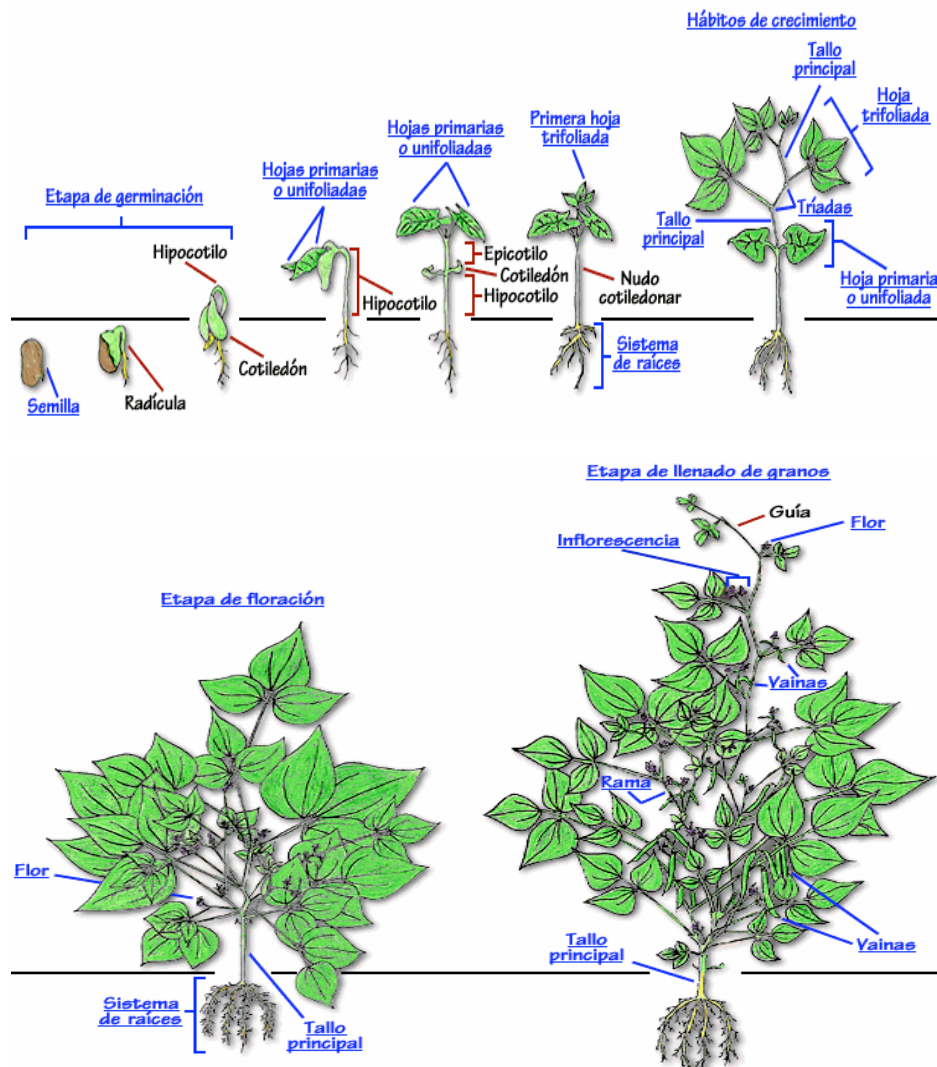 Hábitos de crecimiento
Tallo
principal
Hoja
trifoliada
Primera hoja
trifoliada
Hojas primarias
o unifoliadas
Hojas primarias
o unifoliadas
Etapa de germinación
Tríadas
Tallo
principal
Hipocotilo
Epicotilo
Cotiledón
Hipocotilo
Hipocotilo
Nudo
cotiledonar
Hoja primaria
o unifoliada
Sistema
de raíces
Cotiledón
Radícula
Semilla
Etapa de llenado de granos
Guía
Flor
Inflorescencia
Etapa de floración
Vainas
Rama
Flor
Tallo
principal
Vainas
Sistema
de raíces
Tallo
principal